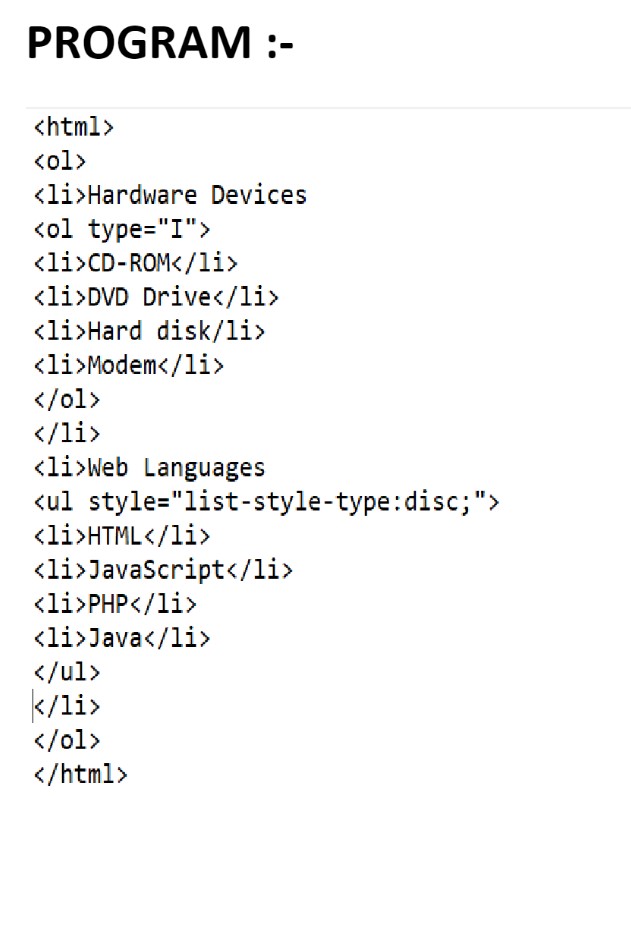 PROGRAM :-
<html>
<ol>
<li>Hardware Devices
<ol type="I">
<li>CD-ROM</li>
<li>DVD Drive</li>
<li>Hard disk/li>
<li>Modem</li>
</ol>
</li>
<li>Web Languages
<ul style="list-style-type:disc;">
<li>HTML</li>
<li>JavaScript</li>
<li>PHP</li>
<li>Java</li>
</ul>
</li>
</ol>
</html>